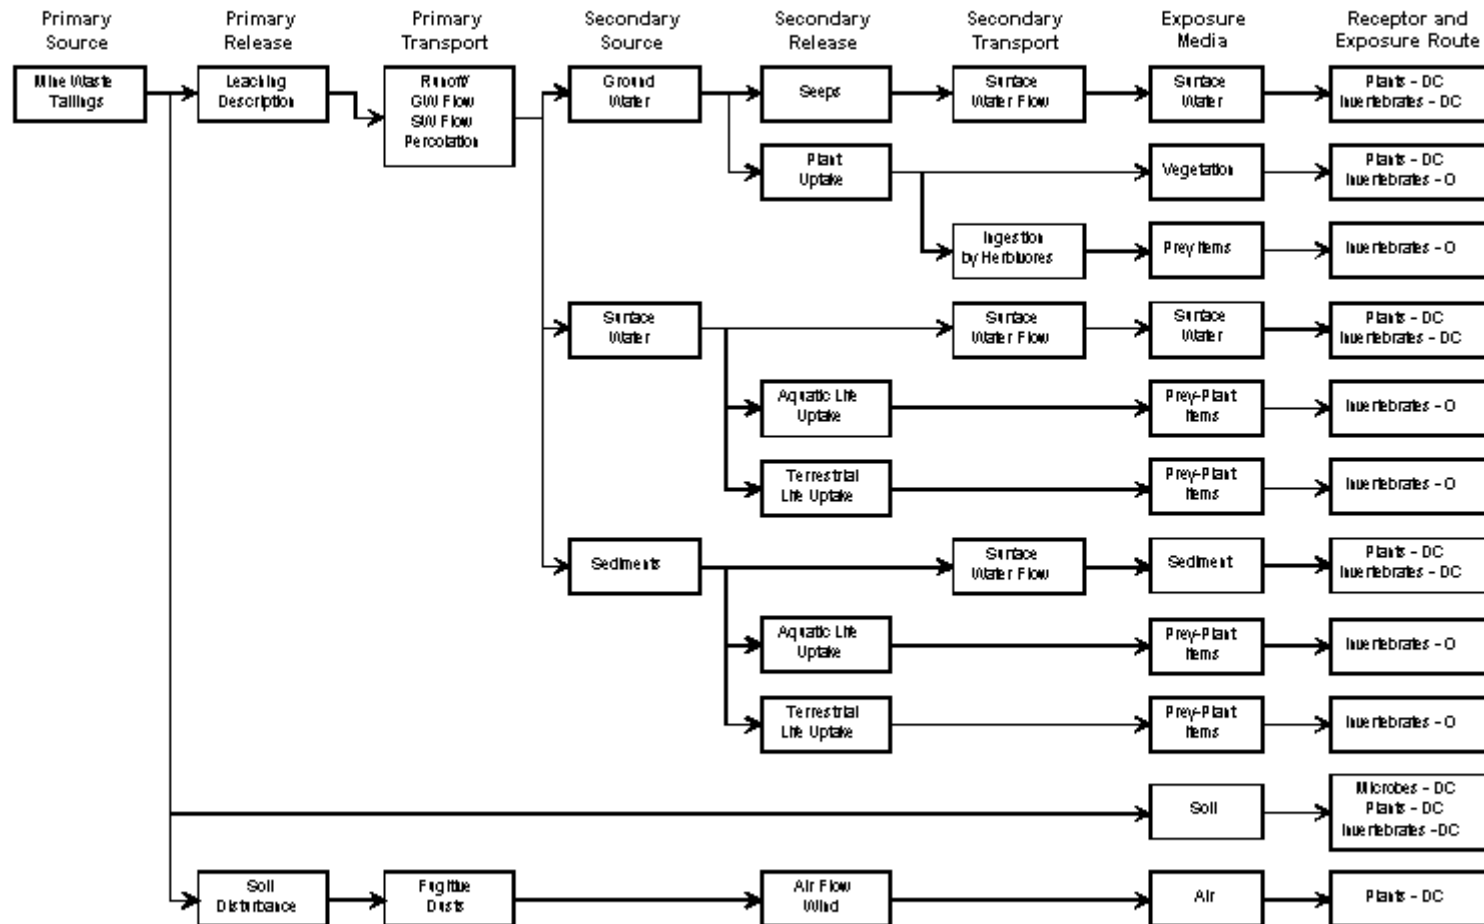 Primary Source
Primary Release
Primary Transport
Secondary Source
Secondary Release
Secondary Transport
Exposure Media
Receptor and Exposure Route
Mine Waste
Tailings
Leaching
Description
Runoff/
GW Flow
SW Flow
Percolation
Ground
Water
Seeps
Surface
Water Flow
Surface
Water
Plants - DC
Invertebrates - DC
Plant
Uptake
Vegetation
Plants - DC
Invertebrates - O
Ingestion
by Herbivores
Prey Items
Invertebrates - O
Surface
Water
Surface
Water Flow
Surface
Water
Plants - DC
Invertebrates - DC
Aquatic Life
Uptake
Prey-Plant
Items
Invertebrates - O
Terrestrial
Life Uptake
Prey-Plant
Items
Invertebrates - O
Sediments
Surface
Water Flow
Sediment
Plants - DC
Invertebrates - DC
Aquatic Life
Uptake
Prey-Plant
Items
Invertebrates - O
Terrestrial
Life Uptake
Prey-Plant
Items
Invertebrates - O
Soil
Microbes - DC
Plants - DC
Invertebrates - DC
Soil
Disturbance
Fugitive
Dusts
Air Flow
Wind
Air
Plants - DC